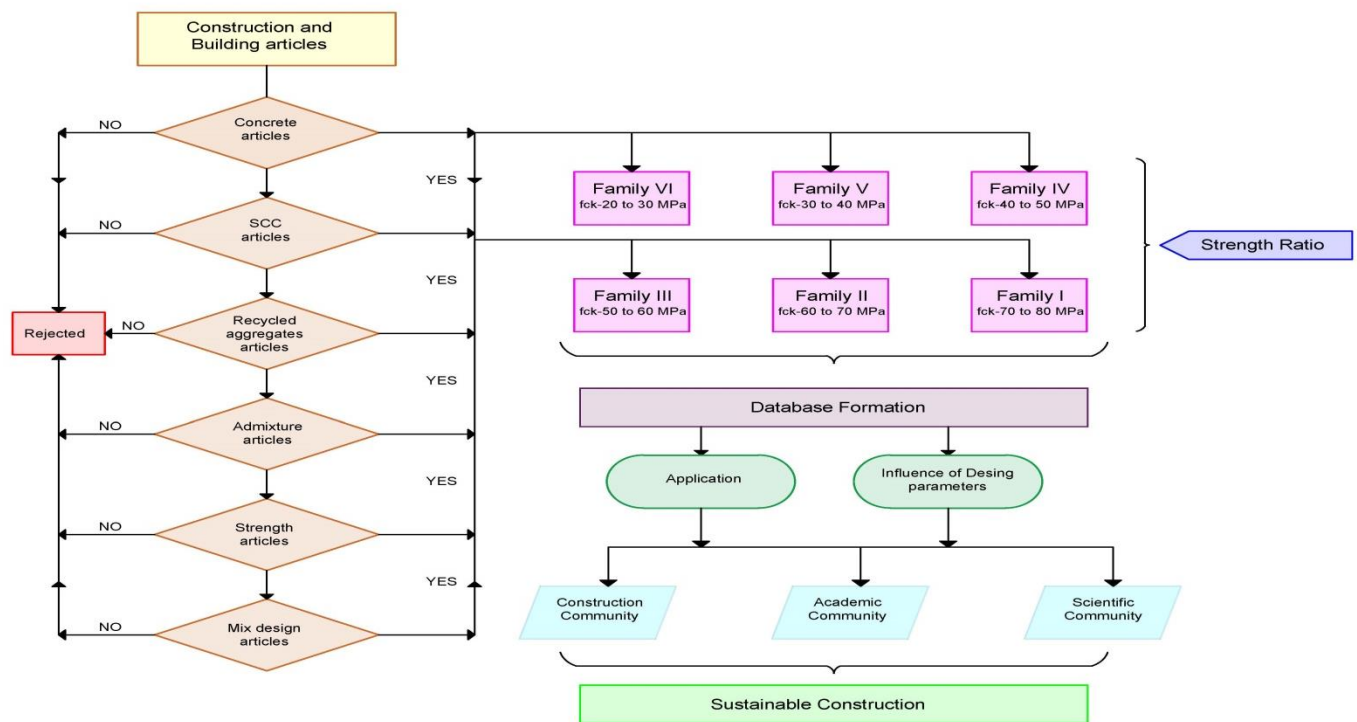 Construction and
Building articles
NO
Concrete
articles
YES
NO
SCC
articles
YES
Rejected
NO
Recycled
aggregates
articles
YES
NO
Admixture
articles
YES
NO
Strength
articles
YES
NO
Mix design
articles
Family VI
fck-20 to 30 MPa
Family V
fck-30 to 40 MPa
Family IV
fck-40 to 50 MPa
Family III
fck-50 to 60 MPa
Family II
fck-60 to 70 MPa
Family I
fck-70 to 80 MPa
Strength Ratio
Database Formation
Application
Influence of Desing
parameters
Construction
Community
Academic
Community
Scientific
Community
Sustainable Construction